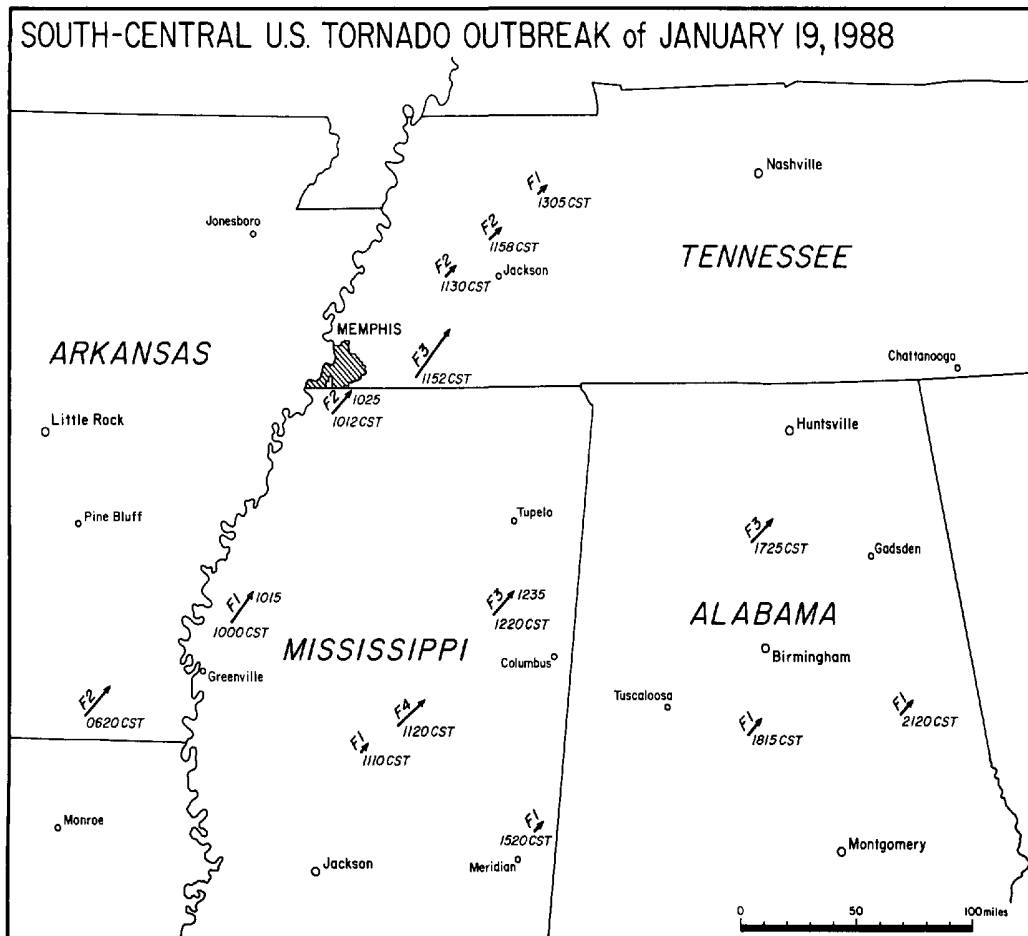 SOUTH-CENTRAL U.S. TORNADO OUTBREAK of JANUARY 19, 1988
Nashville
F1
1305 CST
Jonesboro
F2
1158 CST
TENNESSEE
F2
1130 CST
Jackson
MEMPHIS
ARKANSAS
F3
1152 CST
Chattanooga
F2
1025
1012 CST
Little Rock
Huntsville
Pine Bluff
Tupelo
F3
1725 CST
Gadsden
F1
1015
1000 CST
F3
1235
1220 CST
ALABAMA
MISSISSIPPI
Birmingham
Columbus
Greenville
F2
0620 CST
Tuscaloosa
F4
1120 CST
F1
2120 CST
F1
1815 CST
F1
1110 CST
Monroe
F1
1520 CST
Meridian
Jackson
Montgomery
0 50 100 miles